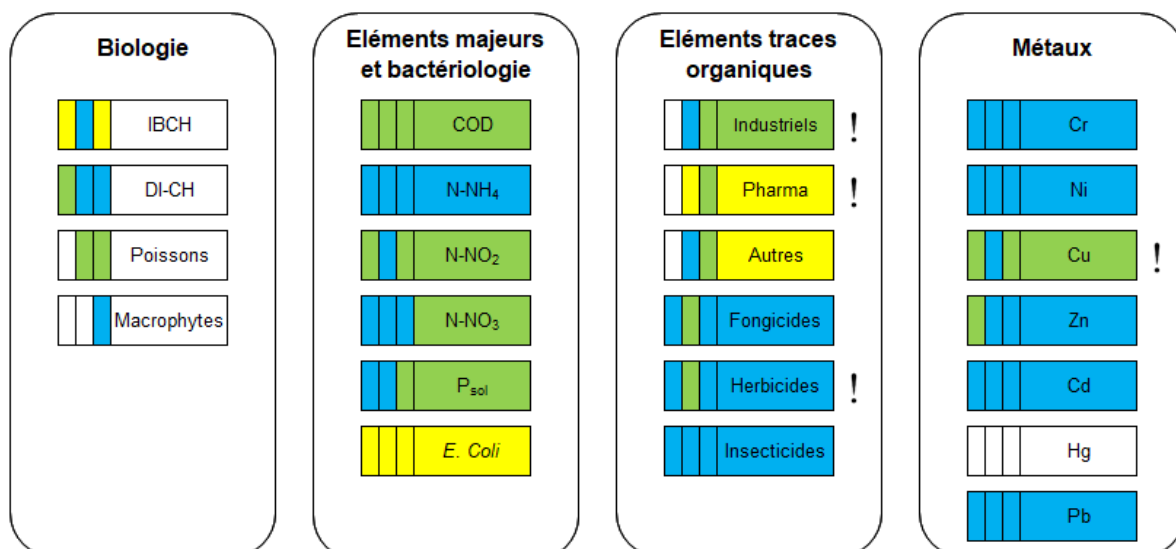 Biologie
IBCH
DI-CH
Poissons
Macrophytes
Eléments majeurs
et bactériologie
COD
N-NH₄
N-NO₂
N-NO₃
Psol
E. Coli
Eléments traces
organiques
Industriels !
Pharma !
Autres
Fongicides
Herbicides !
Insecticides
Métaux
Cr
Ni
Cu !
Zn
Cd
Hg
Pb